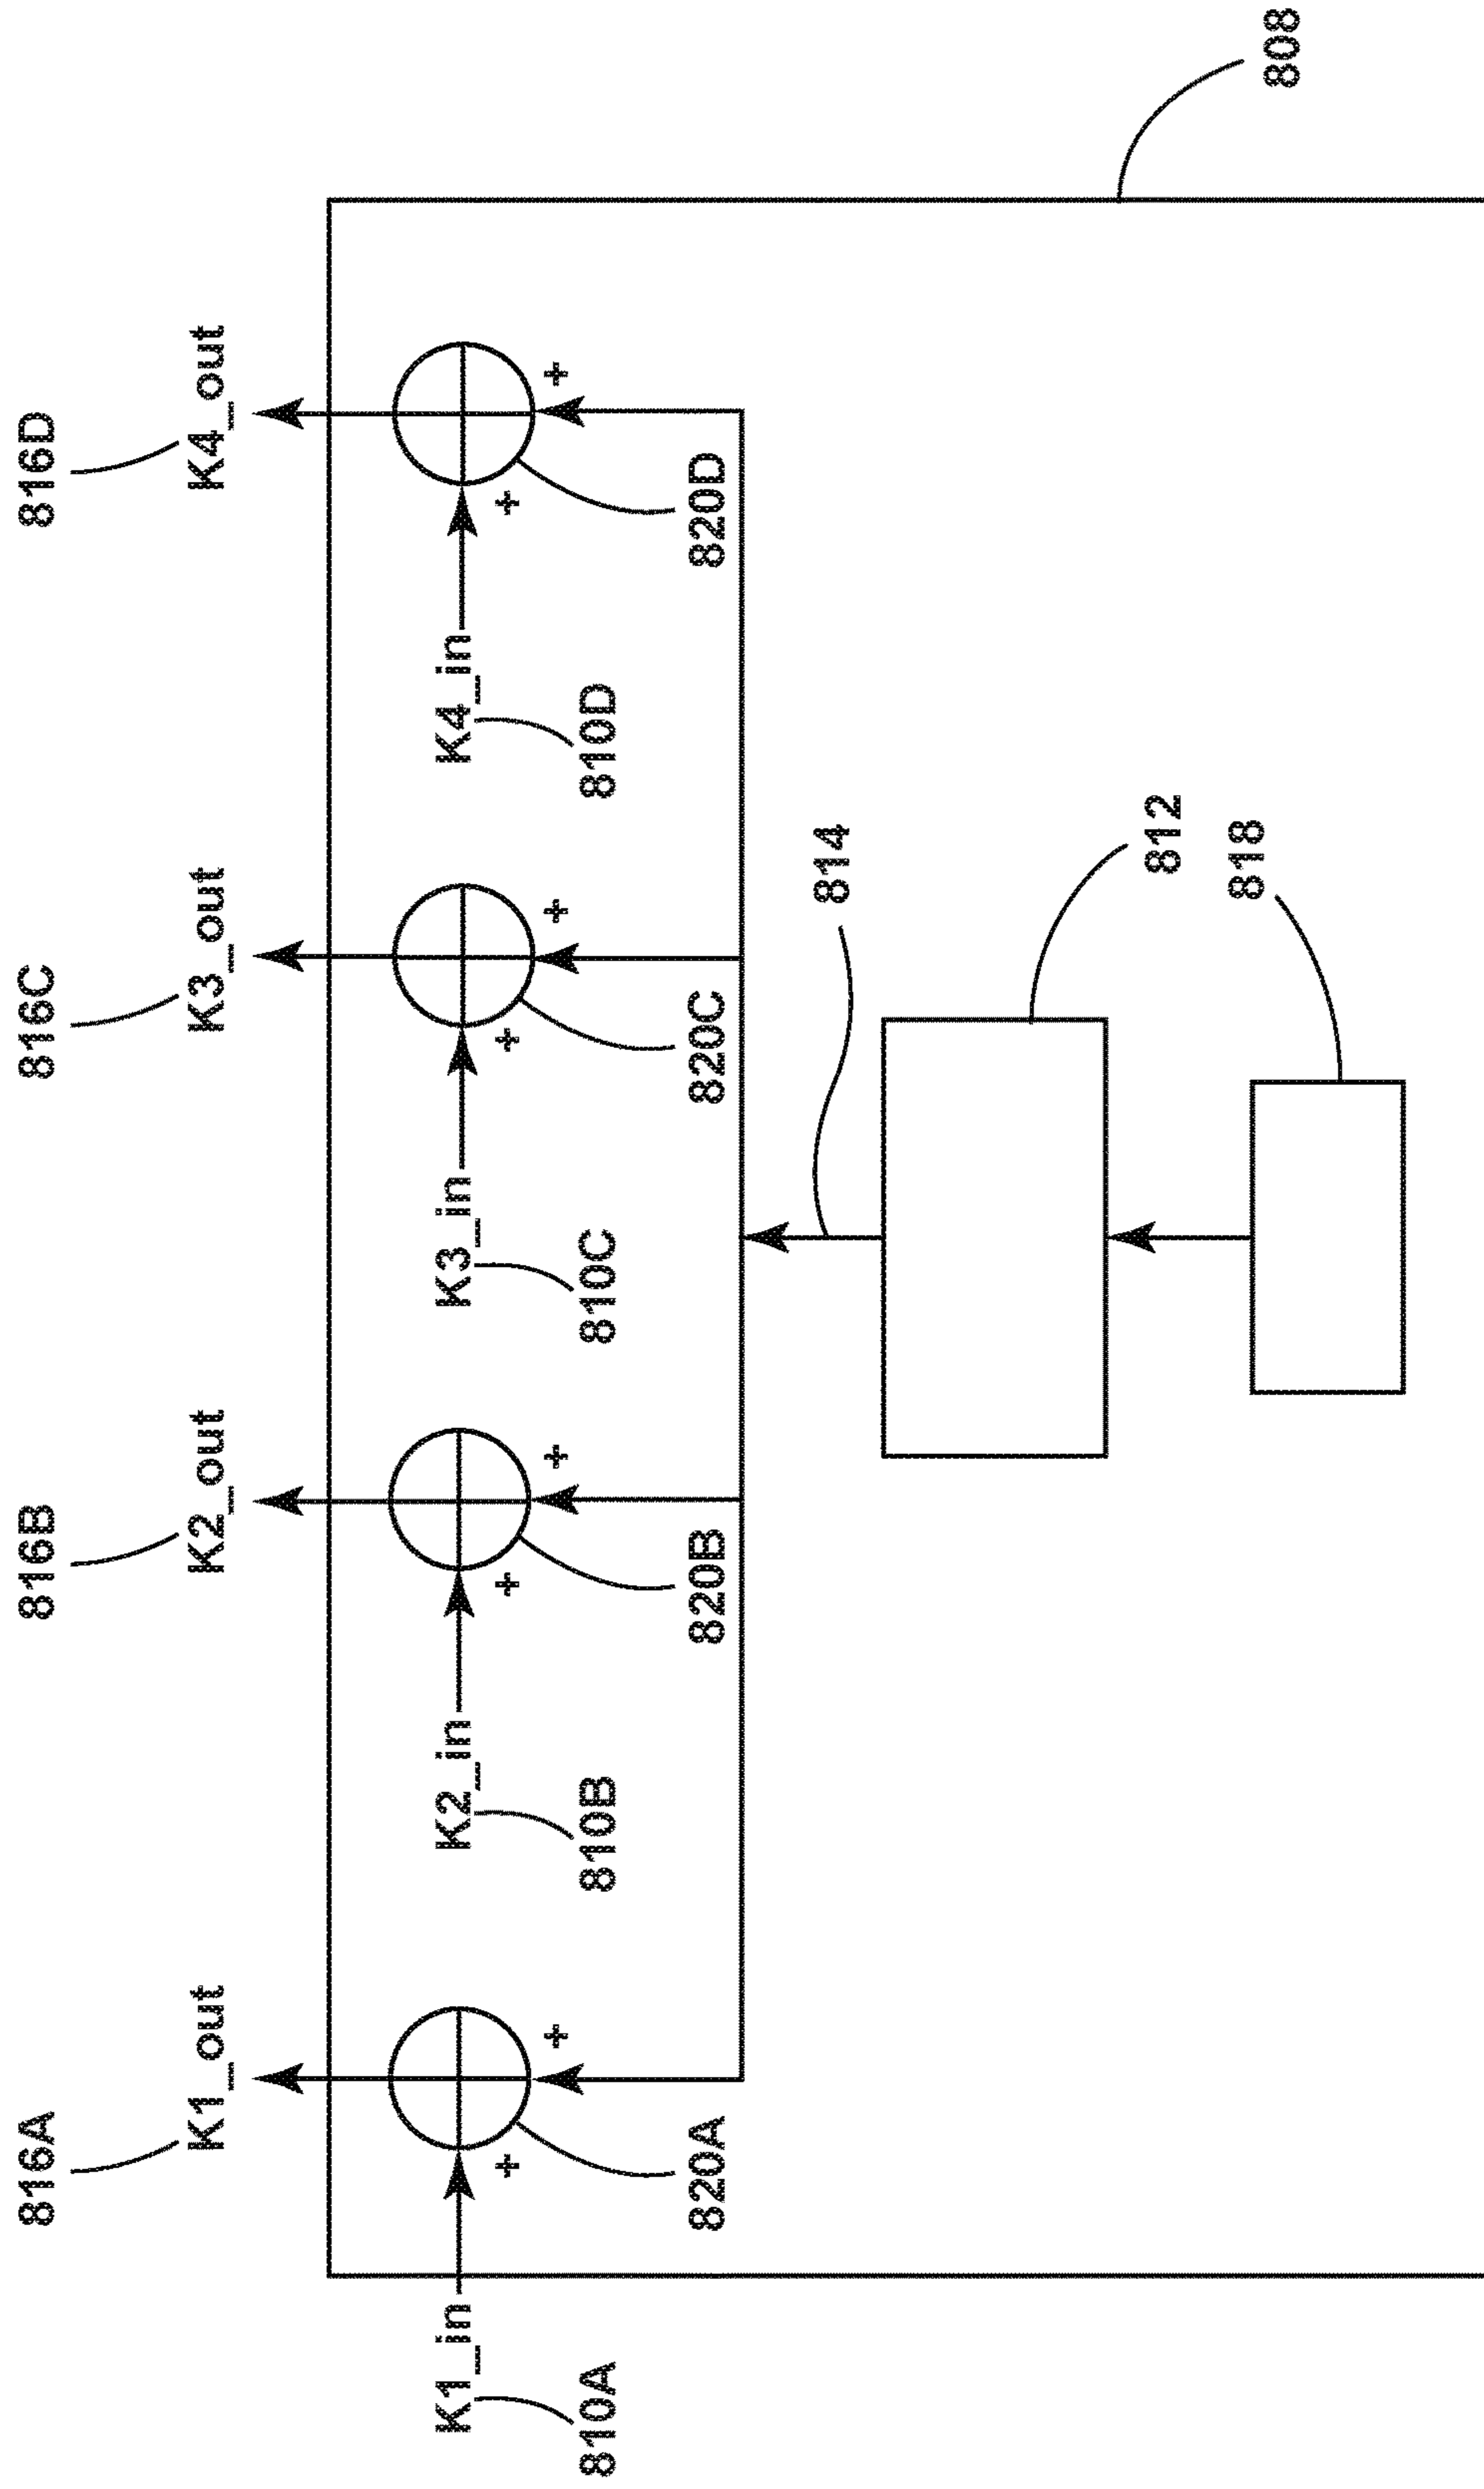 816A
816B
816C
816D
K1_out
K2_out
K3_out
K4_out
K1_in
K2_in
K3_in
K4_in
+
+
+
+
+
+
+
+
810A
810B
810C
810D
820A
820B
820C
820D
814
812
818
808